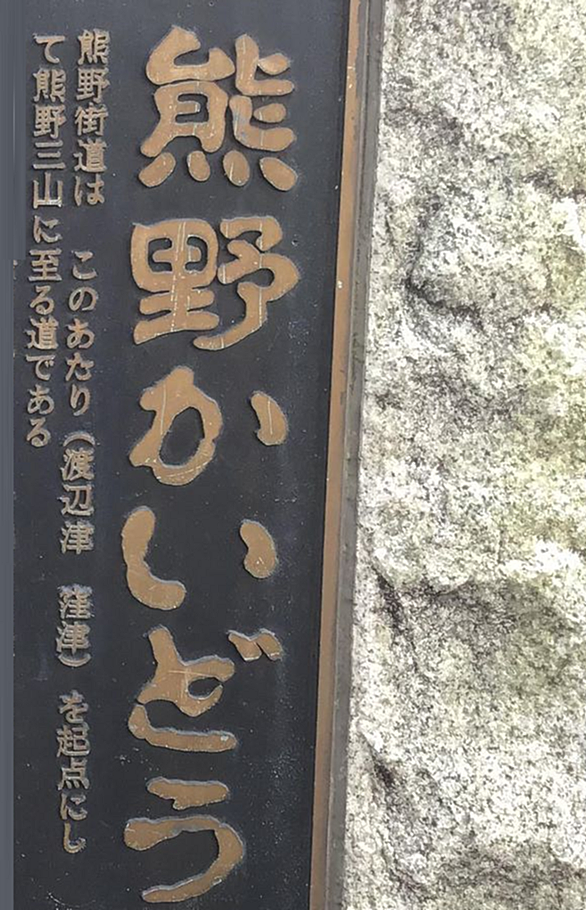 熊野かいどう
熊野街道は このあたり(渡辺津 窪津)を起点にし
て熊野三山に至る道である